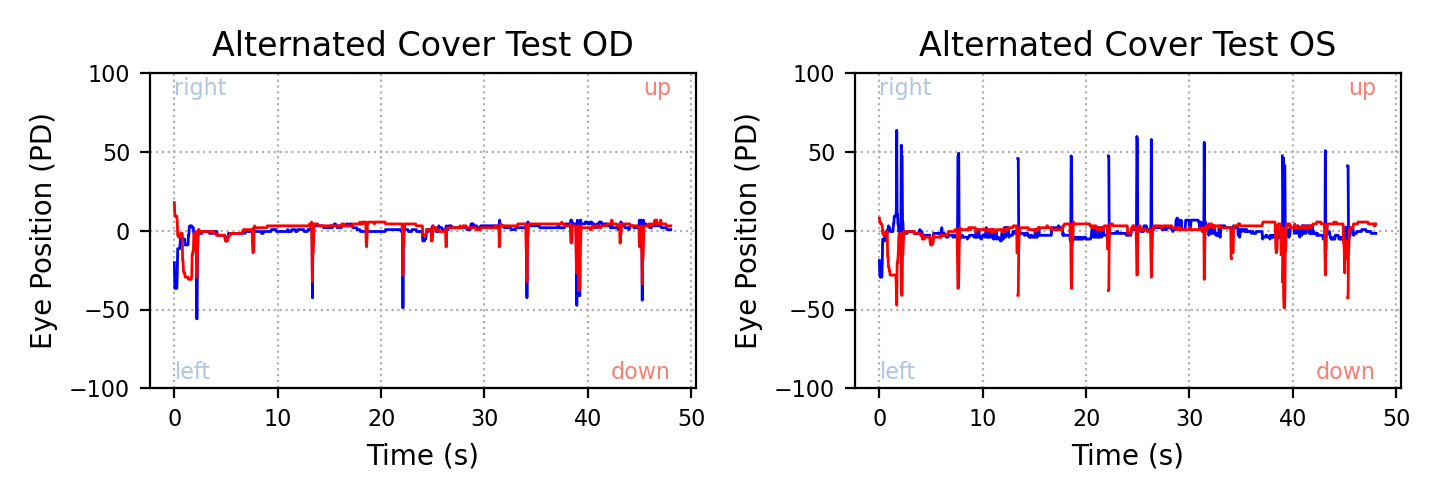 Alternated Cover Test OD
Eye Position (PD)
100
50
0
−50
−100
right
up
left
down
0
10
20
30
40
50
Time (s)
Alternated Cover Test OS
Eye Position (PD)
100
50
0
−50
−100
right
up
left
down
0
10
20
30
40
50
Time (s)